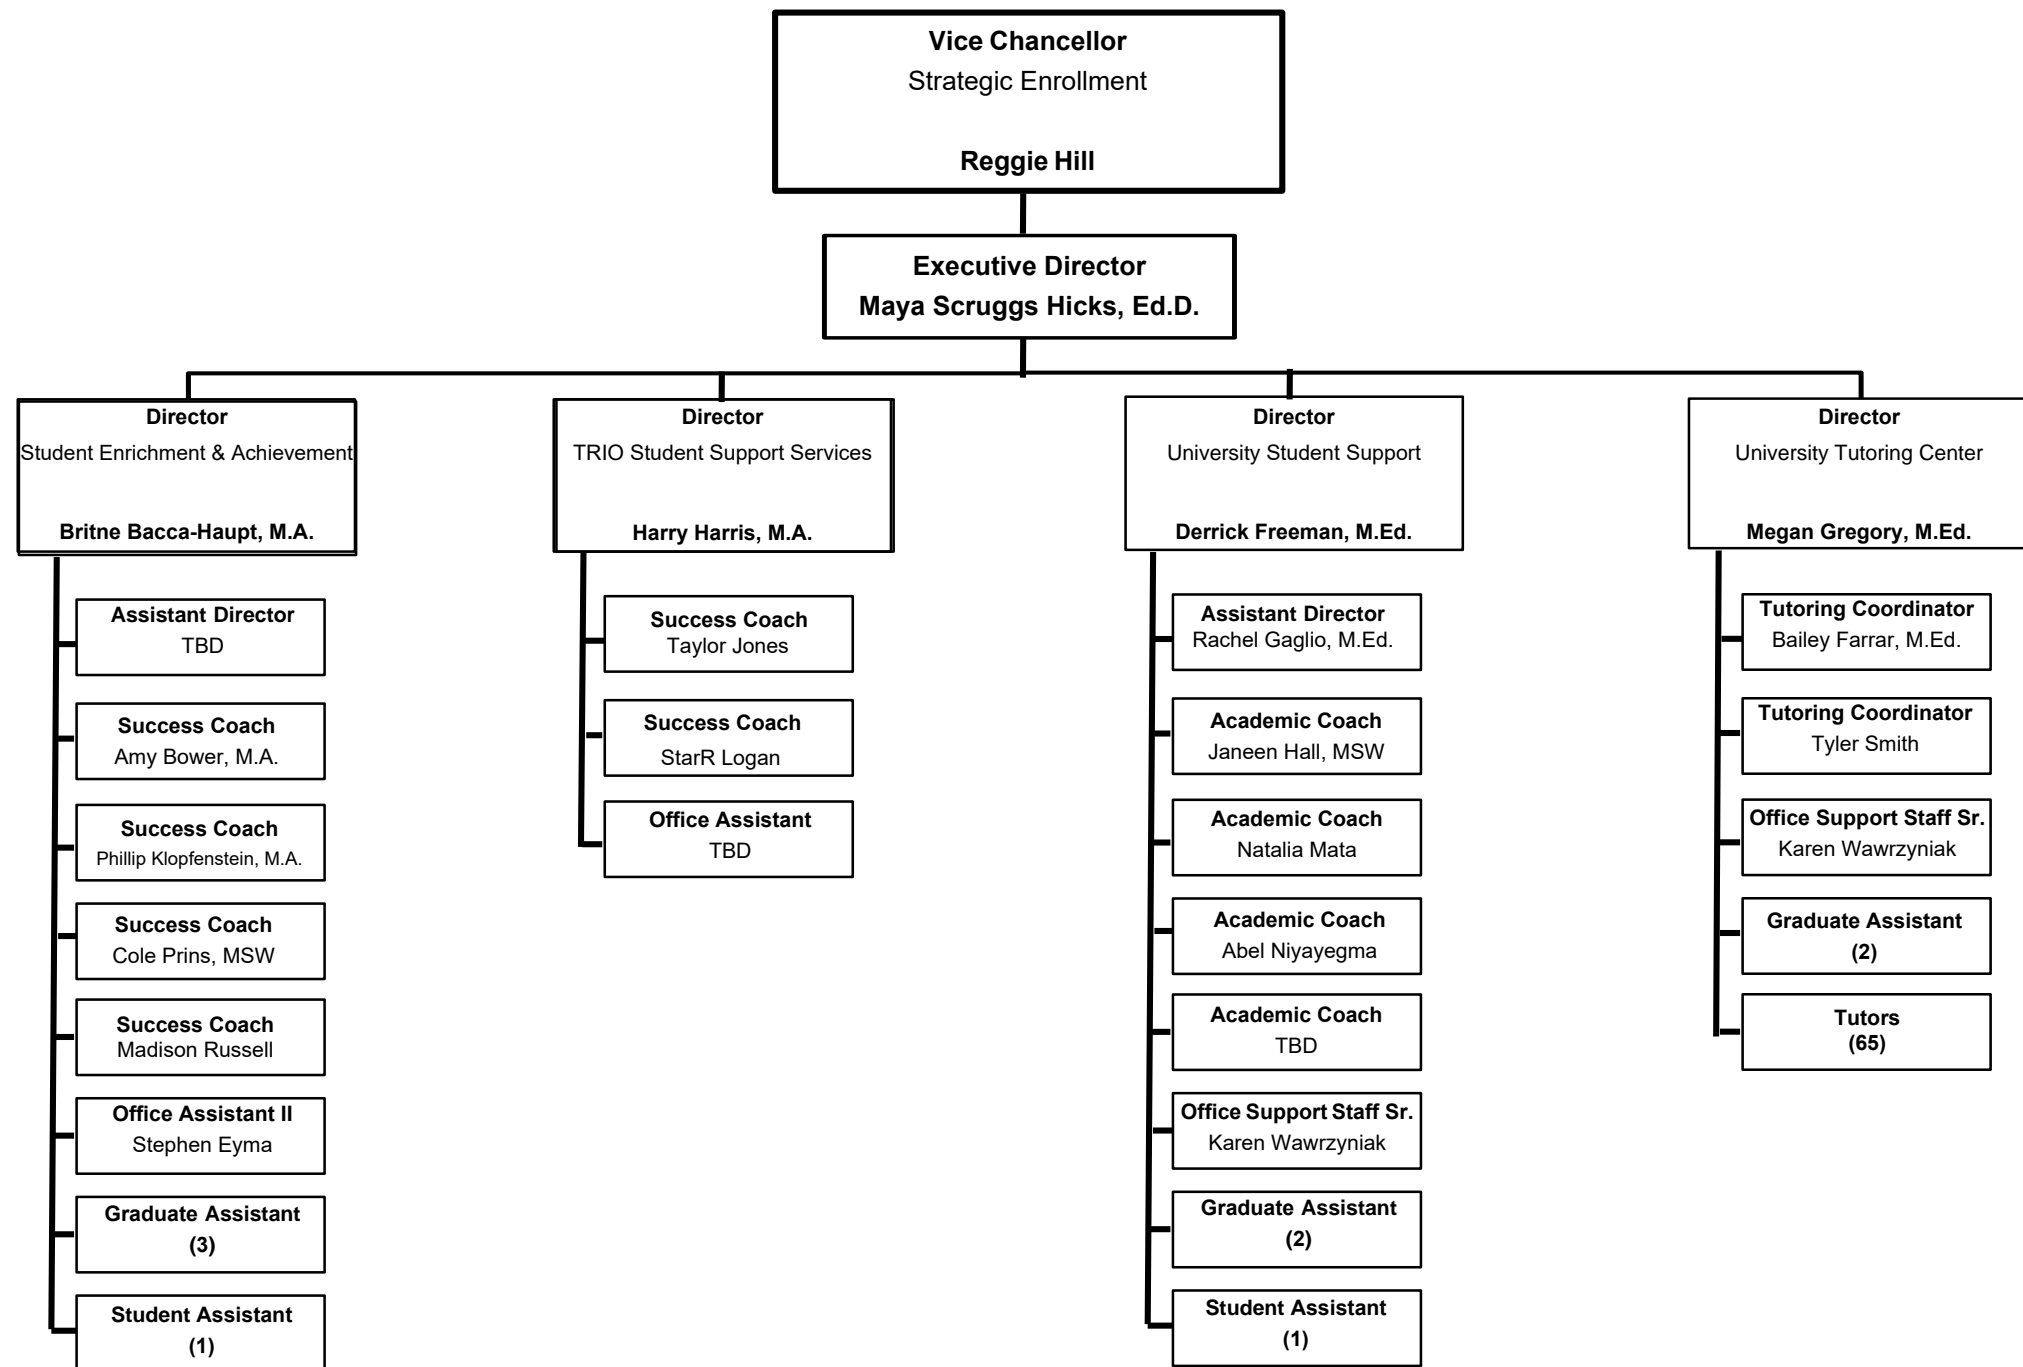 Vice Chancellor
Strategic Enrollment
Reggie Hill
Executive Director
Maya Scruggs Hicks, Ed.D.
Director
Student Enrichment & Achievement
Britne Bacca-Haupt, M.A.
Assistant Director
TBD
Success Coach
Amy Bower, M.A.
Success Coach
Phillip Klopfenstein, M.A.
Success Coach
Cole Prins, MSW
Success Coach
Madison Russell
Office Assistant II
Stephen Eyma
Graduate Assistant
(3)
Student Assistant
(1)
Director
TRIO Student Support Services
Harry Harris, M.A.
Success Coach
Taylor Jones
Success Coach
StarR Logan
Office Assistant
TBD
Director
University Student Support
Derrick Freeman, M.Ed.
Assistant Director
Rachel Gaglio, M.Ed.
Academic Coach
Janeen Hall, MSW
Academic Coach
Natalia Mata
Academic Coach
Abel Niyayegma
Academic Coach
TBD
Office Support Staff Sr.
Karen Wawrzyniak
Graduate Assistant
(2)
Student Assistant
(1)
Director
University Tutoring Center
Megan Gregory, M.Ed.
Tutoring Coordinator
Bailey Farrar, M.Ed.
Tutoring Coordinator
Tyler Smith
Office Support Staff Sr.
Karen Wawrzyniak
Graduate Assistant
(2)
Tutors
(65)